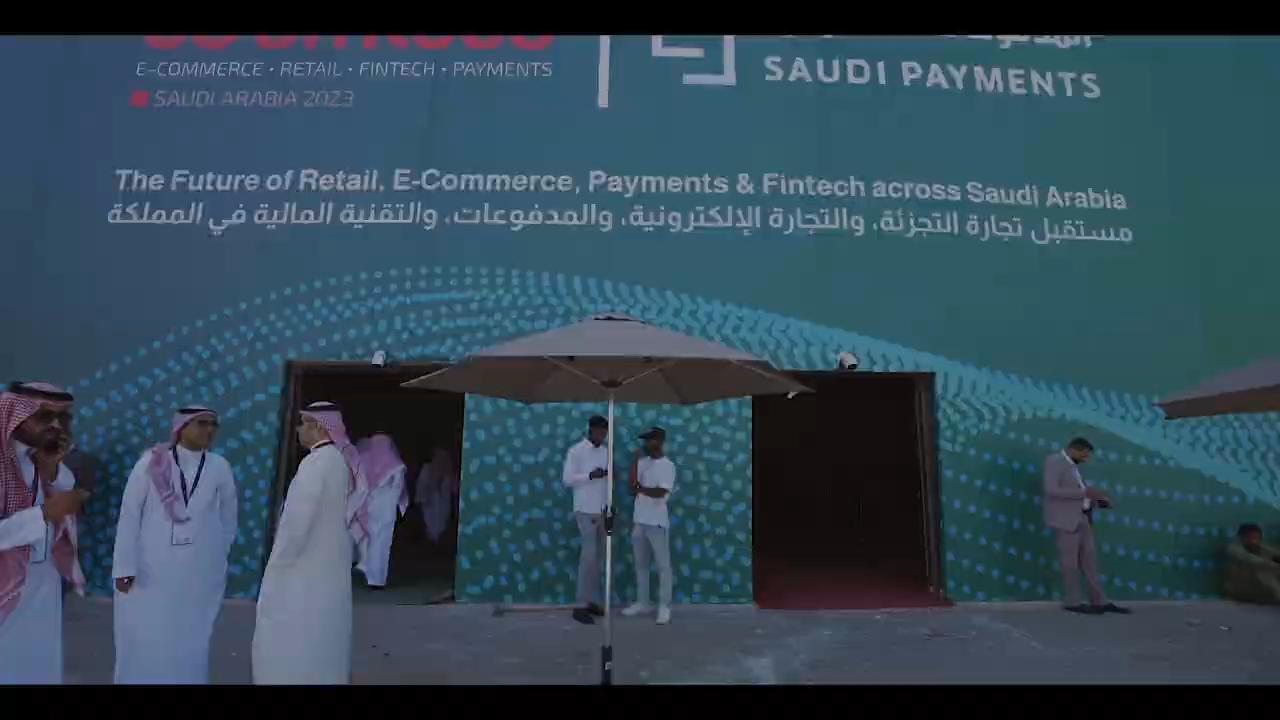 E-COMMERCE • RETAIL • FINTECH • PAYMENTS
SAUDI ARABIA 2023
SAUDI PAYMENTS
The Future of Retail, E-Commerce, Payments & Fintech across Saudi Arabia
مستقبل تجارة التجزئة، والتجارة الإلكترونية، والمدفوعات، والتقنية المالية في المملكة